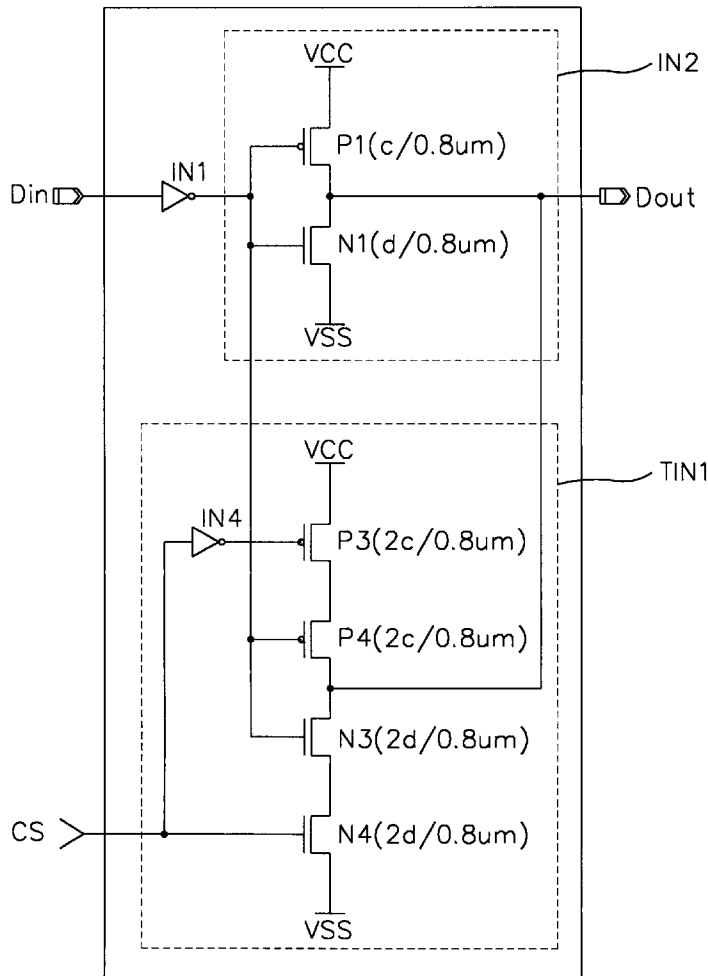 VCC
IN2
P1(c/0.8um)
IN1
Din
Dout
N1(d/0.8um)
VSS
VCC
TIN1
IN4
P3(2c/0.8um)
P4(2c/0.8um)
N3(2d/0.8um)
CS
N4(2d/0.8um)
VSS